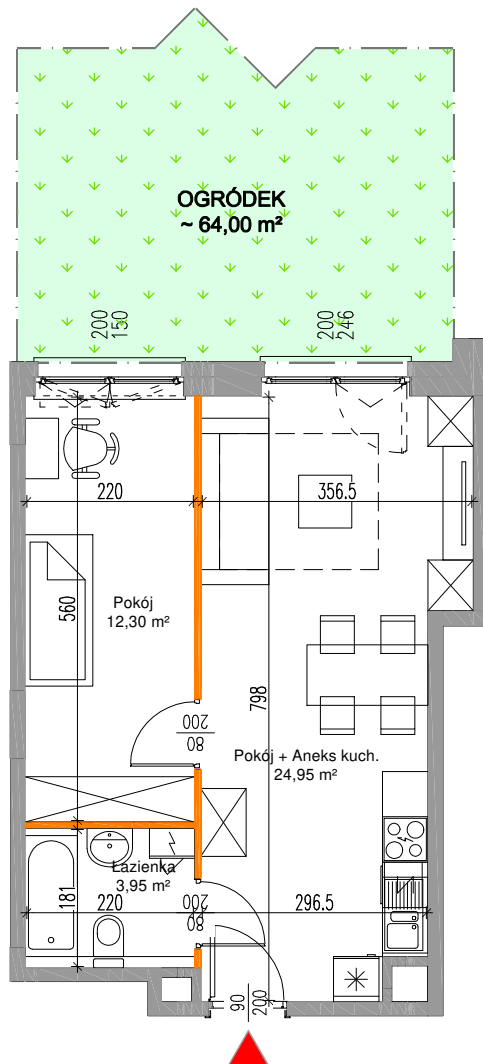 OGRÓDEK
~ 64,00 m²
200
150
200
246
220
356.5
560
Pokój
12,30 m²
798
80
200
Pokój + Aneks kuch.
24,95 m²
Łazienka
3,95 m²
181
220
80
200
296.5
90
200